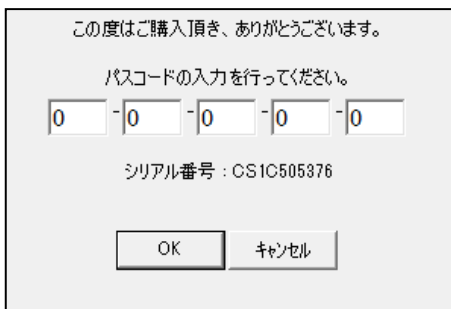 この度はご購入頂き、ありがとうございます。
パスコードの入力を行ってください。
0 -0 -0 -0 -0
シリアル番号：CS1C505376
OK キャンセル